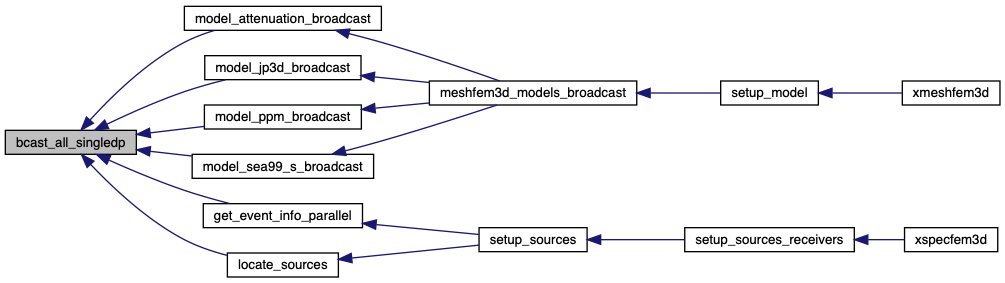 model_attenuation_broadcast
model_jp3d_broadcast
meshfem3d_models_broadcast
setup_model
xmeshfem3d
model_ppm_broadcast
bcast_all_singledp
model_sea99_s_broadcast
get_event_info_parallel
setup_sources
setup_sources_receivers
xspecfem3d
locate_sources